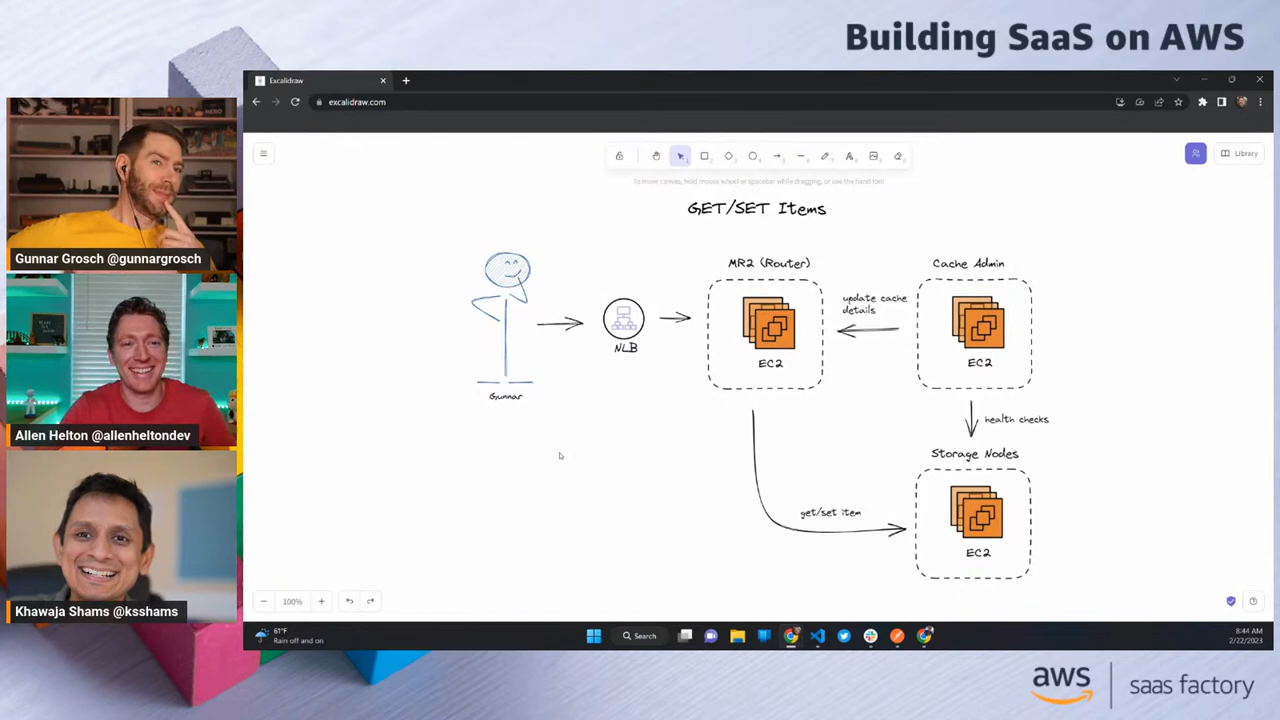 Building SaaS on AWS
Excalidraw
excalidraw.com
Library
To move canvas, hold mouse wheel or spacebar while dragging, or use the hand tool
GET/SET Items
Gunnar
NLB
MR2 (Router)
EC2
update cache
details
Cache Admin
EC2
health checks
Storage Nodes
get/set item
EC2
Gunnar Grosch @gunnargrosch
Allen Helton @allenheltondev
Khawaja Shams @ksshams
100%
61°F
Rain off and on
Search
8:44 AM
2/22/2023
aws
saas factory